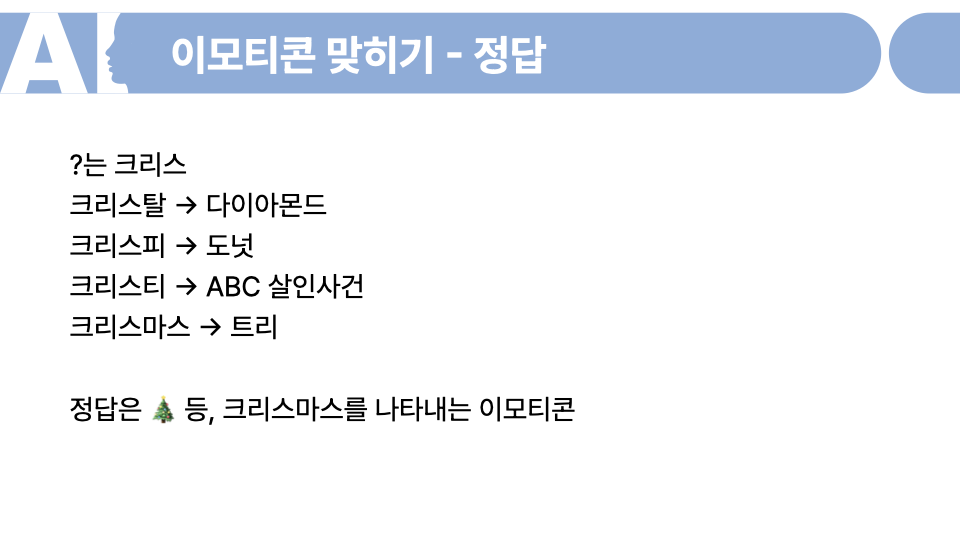 AI
이모티콘 맞히기 - 정답
?는 크리스
크리스탈 → 다이아몬드
크리스피 → 도넛
크리스티 → ABC 살인사건
크리스마스 → 트리
정답은 🎄 등, 크리스마스를 나타내는 이모티콘